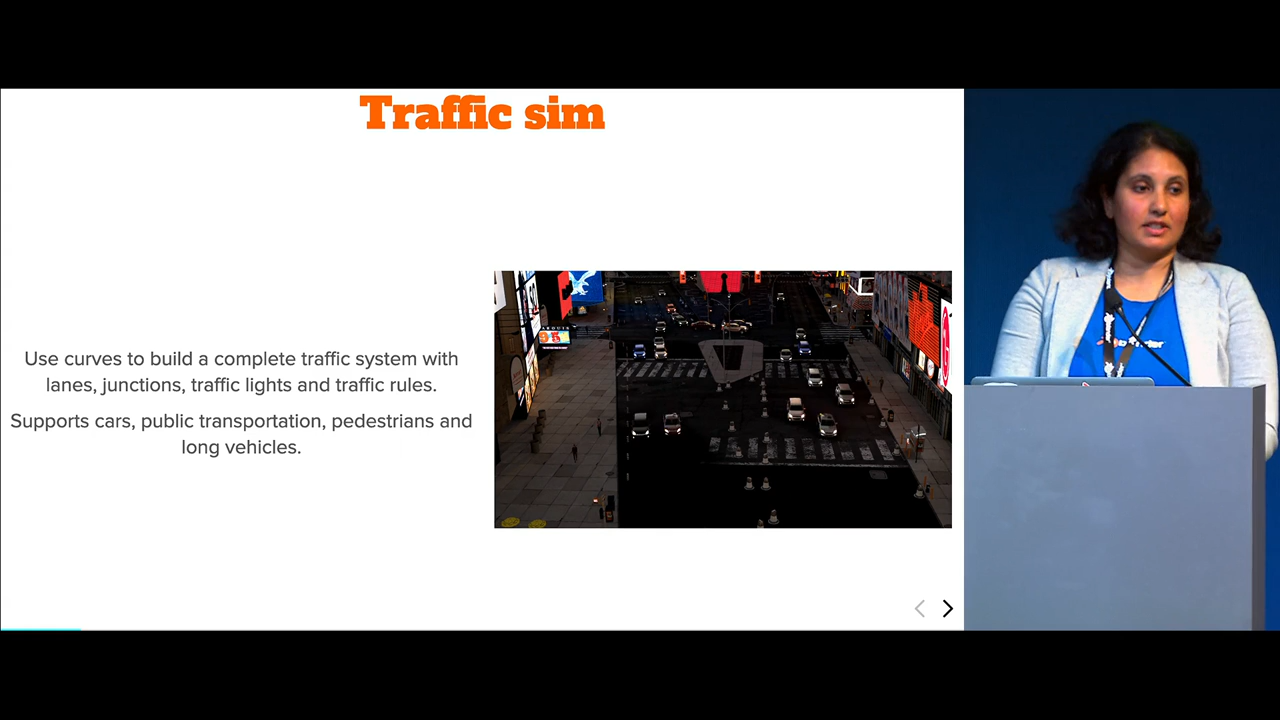 Traffic sim
Use curves to build a complete traffic system with
lanes, junctions, traffic lights and traffic rules.
Supports cars, public transportation, pedestrians and
long vehicles.